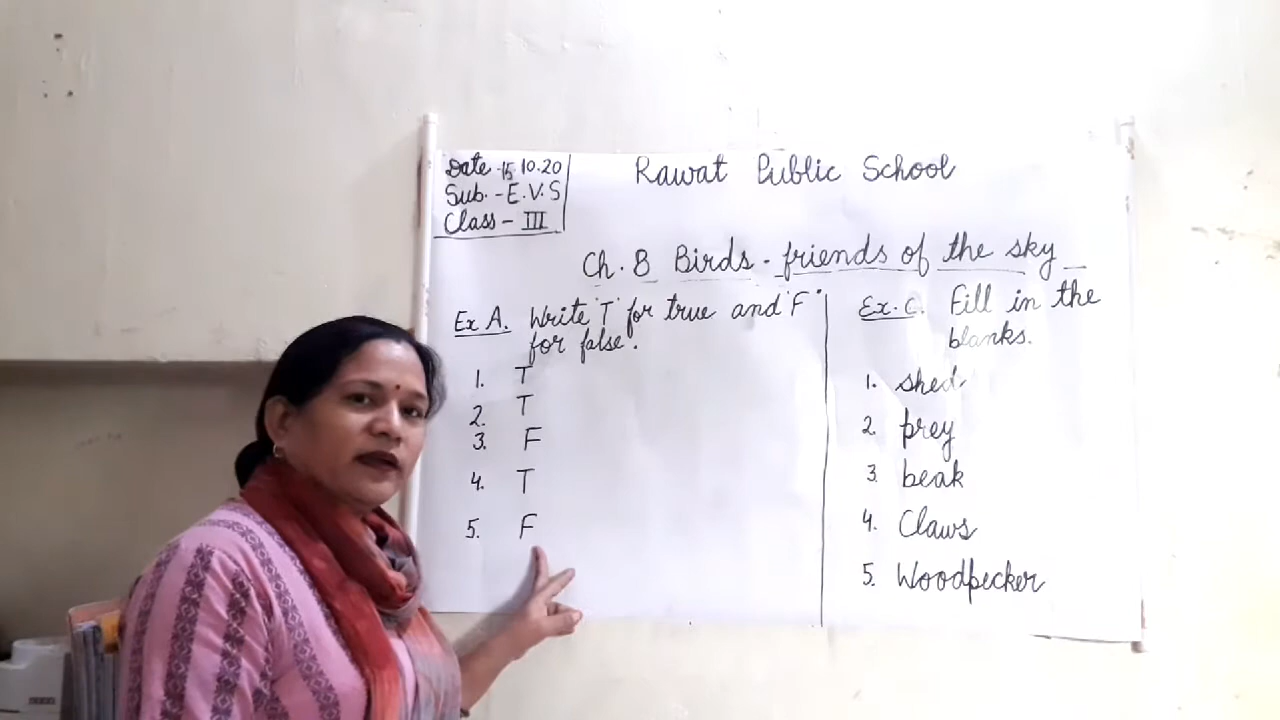 Date - 15.10.20
Sub. - E.V.S
Class - III
Rawat Public School
Ch. 8 Birds - friends of the sky
Ex A. Write 'T' for true and 'F'
for false.
1. T
2. T
3. F
4. T
5. F
Ex. C. Fill in the
blanks.
1. shed
2. prey
3. beak
4. Claws
5. Woodpecker